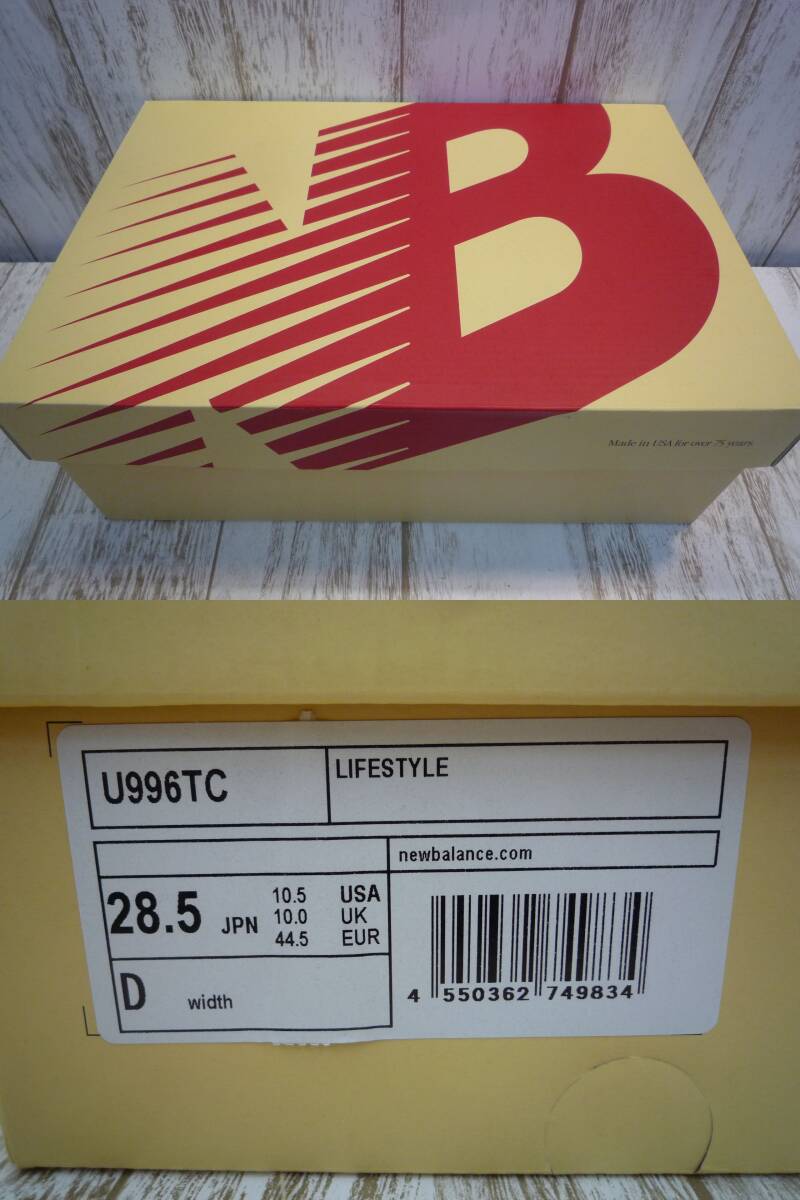 NB
Made in USA for over 75 years
U996TC
LIFESTYLE
newbalance.com
28.5 JPN
10.5 USA
10.0 UK
44.5 EUR
D width
4 550362 749834